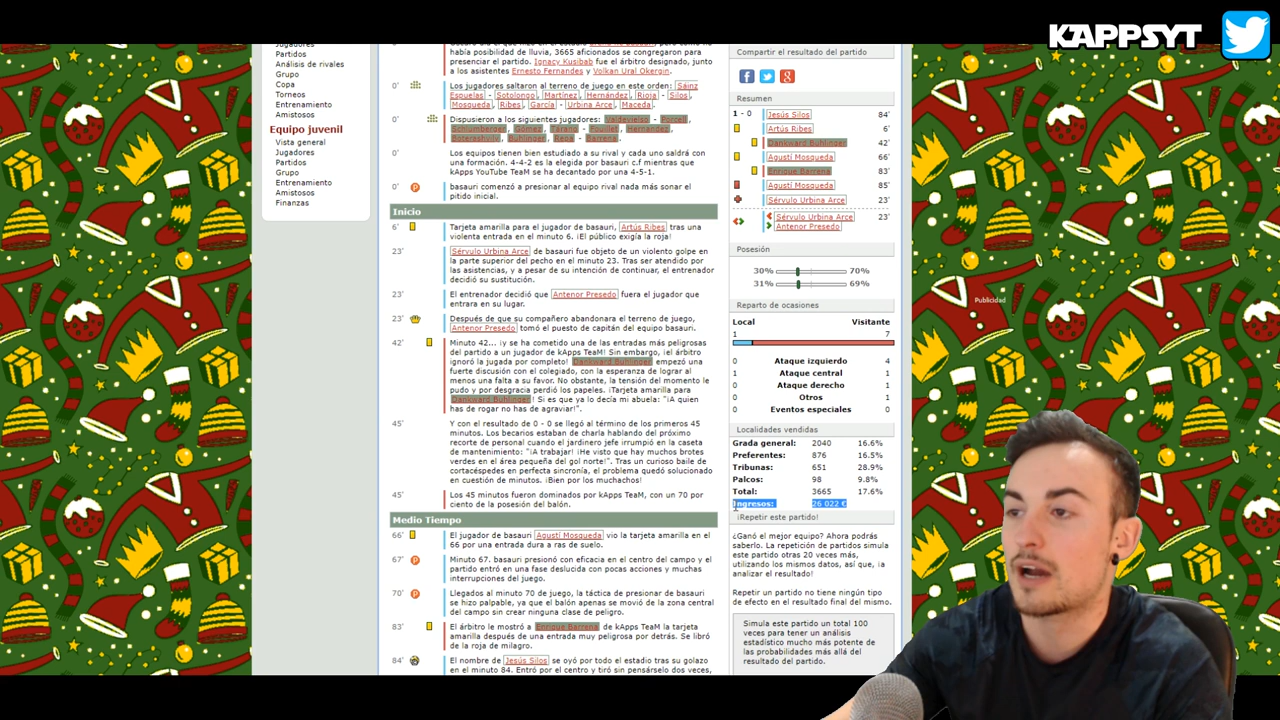 KAPPSYT
Jugadores
Partidos
Análisis de rivales
Grupo
Copa
Torneos
Entrenamiento
Amistosos
Equipo juvenil
Vista general
Jugadores
Partidos
Grupo
Entrenamiento
Amistosos
Finanzas
había posibilidad de lluvia, 3665 aficionados se congregaron para
presenciar el partido. Ignacy Kusibab fue el árbitro designado, junto
a los asistentes Ernesto Fernandes y Volkan Ural Okergin.
0' Los jugadores saltaron al terreno de juego en este orden: Sáinz
Espuelas - Sotolongo, Martínez, Hernández, Rioja - Silos,
Mosqueda, Ribes, García - Urbina Arce, Maceda.
0' Dispusieron a los siguientes jugadores: Valdevielso - Porcell,
Schlumberger, Gómez, Tarano - Pouillet, Hernandez,
Buhlinger, Rena - Barrena.
0' Los equipos tienen bien estudiado a su rival y cada uno saldrá con
una formación. 4-4-2 es la elegida por basauri c.f mientras que
kApps YouTube TeaM se ha decantado por una 4-5-1.
0' basauri comenzó a presionar al equipo rival nada más sonar el
pitido inicial.
Inicio
6' Tarjeta amarilla para el jugador de basauri, Artús Ribes tras una
violenta entrada en el minuto 6. ¡El público exigía la roja!
23' Sérvulo Urbina Arce de basauri fue objeto de un violento golpe en
la parte superior del pecho en el minuto 23. Tras ser atendido por
las asistencias, y a pesar de su intención de continuar, el entrenador
decidió su sustitución.
23' El entrenador decidió que Antenor Presedo fuera el jugador que
entrara en su lugar.
23' Después de que su compañero abandonara el terreno de juego,
Antenor Presedo tomó el puesto de capitán del equipo basauri.
42' Minuto 42... ¡y se ha cometido una de las entradas más peligrosas
del partido a un jugador de kApps TeaM! Sin embargo, ¡el árbitro
ignoró la jugada por completo! Dankward Buhlinger empezó una
fuerte discusión con el colegiado, con la esperanza de lograr al
menos una falta a su favor. No obstante, la tensión del momento le
pudo y por desgracia perdió los papeles. ¡Tarjeta amarilla para
Dankward Buhlinger! Si es que ya lo decía mi abuela: "¡A quien
has de rogar no has de agraviar!".
45' Y con el resultado de 0 - 0 se llegó al término de los primeros 45
minutos. Los becarios estaban de charla hablando del próximo
recorte de personal cuando el jardinero jefe irrumpió en la caseta
de mantenimiento: "¡A trabajar! ¡He visto que hay muchos brotes
verdes en el área pequeña del gol norte!". Tras un curioso baile de
cortacéspedes en perfecta sincronía, el problema quedó solucionado
en cuestión de minutos. ¡Bien por los muchachos!
45' Los 45 minutos fueron dominados por kApps TeaM, con un 70 por
ciento de la posesión del balón.
Medio Tiempo
66' El jugador de basauri Agustí Mosqueda vio la tarjeta amarilla en el
66 por una entrada dura a ras de suelo.
67' Minuto 67. basauri presionó con eficacia en el centro del campo y el
partido entró en una fase deslucida con pocas acciones y muchas
interrupciones del juego.
70' Llegados al minuto 70 de juego, la táctica de presionar de basauri
se hizo palpable, ya que el balón apenas se movió de la zona central
del campo sin crear ninguna clase de peligro.
83' El árbitro le mostró a Enrique Barrena de kApps TeaM la tarjeta
amarilla después de una entrada muy peligrosa por detrás. Se libró
de la roja de milagro.
84' El nombre de Jesús Silos se oyó por todo el estadio tras su golazo
en el minuto 84. Entró por el centro y tiró sin pensárselo dos veces,
Compartir el resultado del partido
Resumen
1 - 0 Jesús Silos 84'
Artús Ribes 6'
Dankward Buhlinger 42'
Agustí Mosqueda 66'
Enrique Barrena 83'
Agustí Mosqueda 85'
Sérvulo Urbina Arce 23'
Sérvulo Urbina Arce 23'
Antenor Presedo
Posesión
30% 70%
31% 69%
Reparto de ocasiones
Local Visitante
1 7
0 Ataque izquierdo 4
1 Ataque central 1
0 Ataque derecho 1
0 Otros 1
0 Eventos especiales 0
Localidades vendidas
Grada general: 2040 16.6%
Preferentes: 876 16.5%
Tribunas: 651 28.9%
Palcos: 98 9.8%
Total: 3665 17.6%
Ingresos: 26 022 €
¡Repetir este partido!
¿Ganó el mejor equipo? Ahora podrás
saberlo. La repetición de partidos simula
este partido otras 20 veces más,
utilizando los mismos datos, así que, ¡a
analizar el resultado!
Repetir un partido no tiene ningún tipo
de efecto en el resultado final del mismo.
Simula este partido un total 100
veces para tener un análisis
estadístico mucho más potente de
las probabilidades más allá del
resultado del partido.
Publicidad